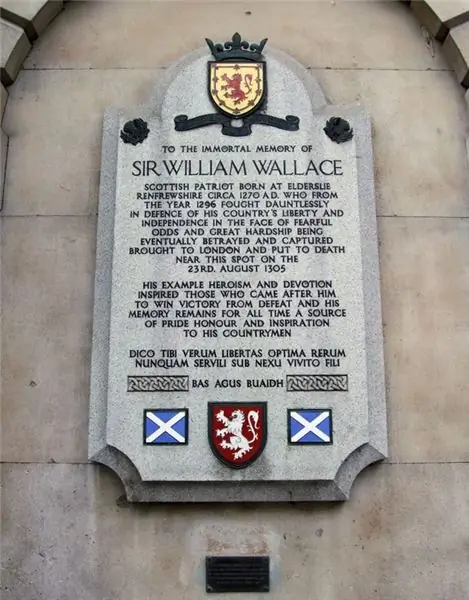 TO THE IMMORTAL MEMORY OF
SIR WILLIAM WALLACE
SCOTTISH PATRIOT BORN AT ELDERSLIE
RENFREWSHIRE CIRCA 1270 A.D. WHO FROM
THE YEAR 1296 FOUGHT DAUNTLESSLY
IN DEFENCE OF HIS COUNTRY'S LIBERTY AND
INDEPENDENCE IN THE FACE OF FEARFUL
ODDS AND GREAT HARDSHIP BEING
EVENTUALLY BETRAYED AND CAPTURED
BROUGHT TO LONDON AND PUT TO DEATH
NEAR THIS SPOT ON THE
23RD. AUGUST 1305
HIS EXAMPLE HEROISM AND DEVOTION
INSPIRED THOSE WHO CAME AFTER HIM
TO WIN VICTORY FROM DEFEAT AND HIS
MEMORY REMAINS FOR ALL TIME A SOURCE
OF PRIDE HONOUR AND INSPIRATION
TO HIS COUNTRYMEN
DICO TIBI VERUM LIBERTAS OPTIMA RERUM
NUNQUAM SERVILI SUB NEXU VIVITO FILI
BAS AGUS BUAIDH